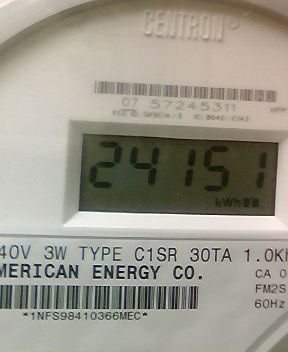 CENTRON
07 57245311
24151
kWh
40V 3W TYPE C1SR 30TA 1.0K
MERICAN ENERGY CO.
CA 0
FM2S
60Hz
*1NFS98410366MEC*